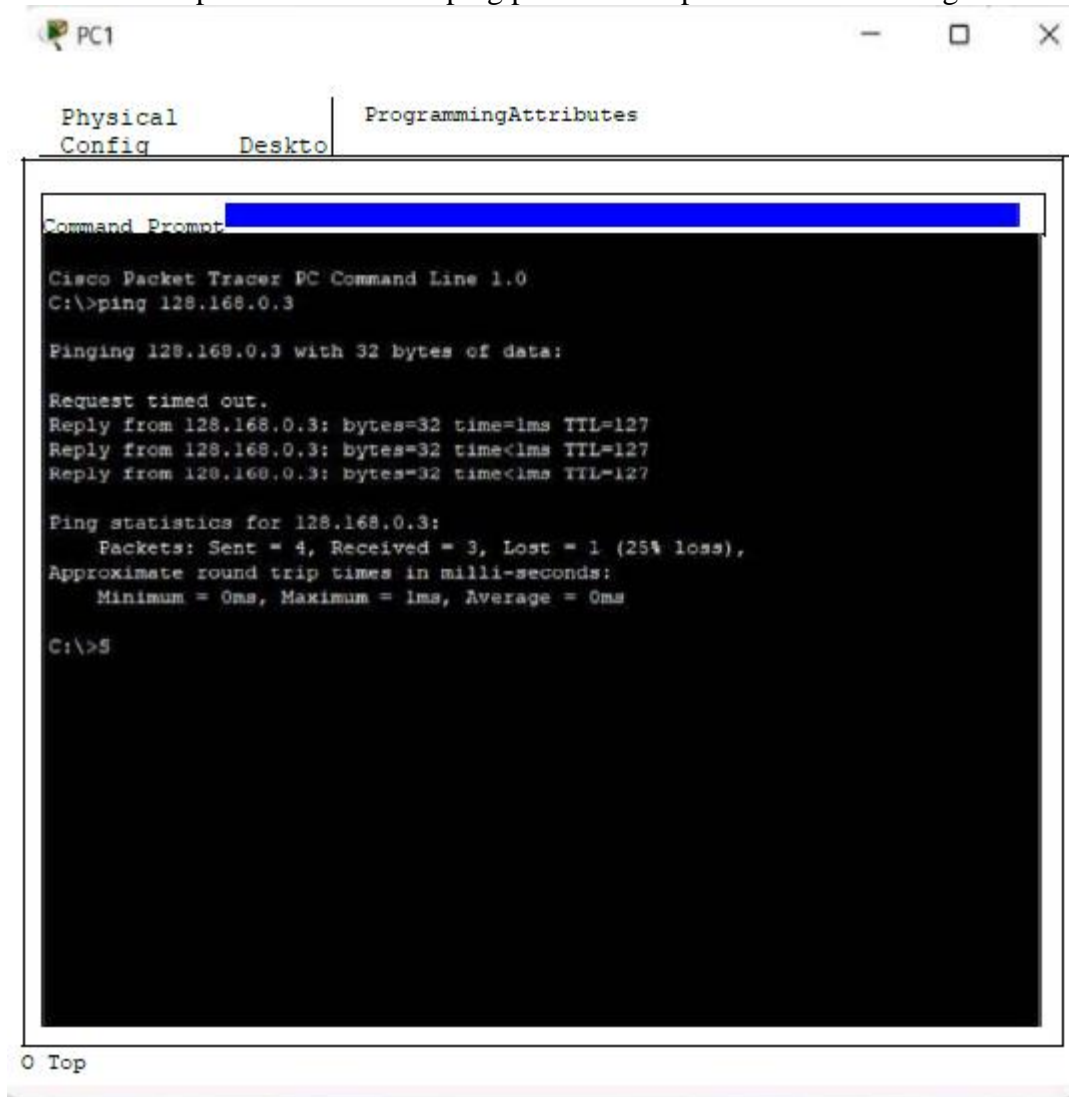 PC1
Physical
ProgrammingAttributes
Config Deskto
Command Prompt
Cisco Packet Tracer PC Command Line 1.0
C:\>ping 128.168.0.3
Pinging 128.168.0.3 with 32 bytes of data:
Request timed out.
Reply from 128.168.0.3: bytes=32 time=1ms TTL=127
Reply from 128.168.0.3: bytes=32 time<1ms TTL=127
Reply from 128.168.0.3: bytes=32 time<1ms TTL=127
Ping statistics for 128.168.0.3:
Packets: Sent = 4, Received = 3, Lost = 1 (25% loss),
Approximate round trip times in milli-seconds:
Minimum = 0ms, Maximum = 1ms, Average = 0ms
C:\>S
O Top